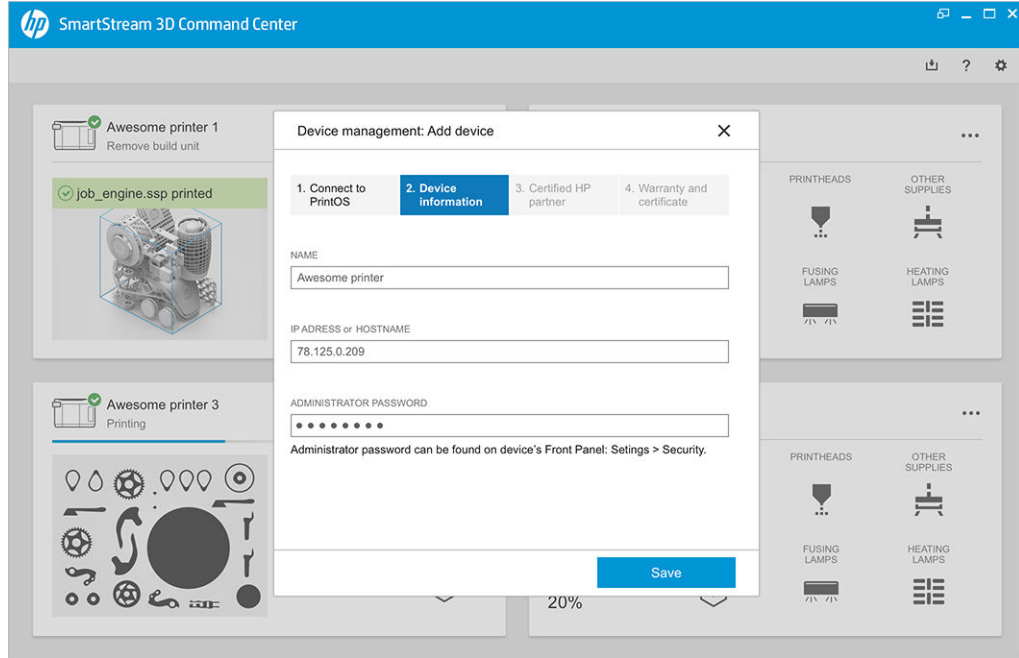 hp SmartStream 3D Command Center
?
Awesome printer 1
Remove build unit
job_engine.ssp printed
Device management: Add device
1. Connect to
PrintOS
2. Device
information
3. Certified HP
partner
4. Warranty and
certificate
NAME
Awesome printer
IP ADRESS or HOSTNAME
78.125.0.209
ADMINISTRATOR PASSWORD
Administrator password can be found on device's Front Panel: Setings > Security.
Save
PRINTHEADS
OTHER
SUPPLIES
FUSING
LAMPS
HEATING
LAMPS
Awesome printer 3
Printing
20%
PRINTHEADS
OTHER
SUPPLIES
FUSING
LAMPS
HEATING
LAMPS